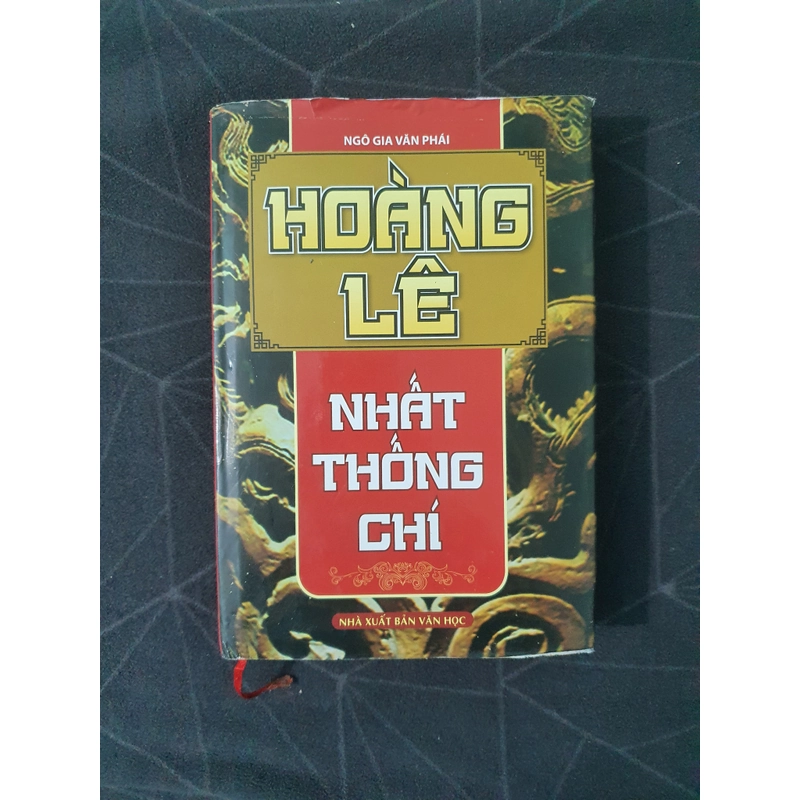 NGÔ GIA VĂN PHÁI
HOÀNG
LÊ
NHẤT
THỐNG
CHÍ
NHÀ XUẤT BẢN VĂN HỌC